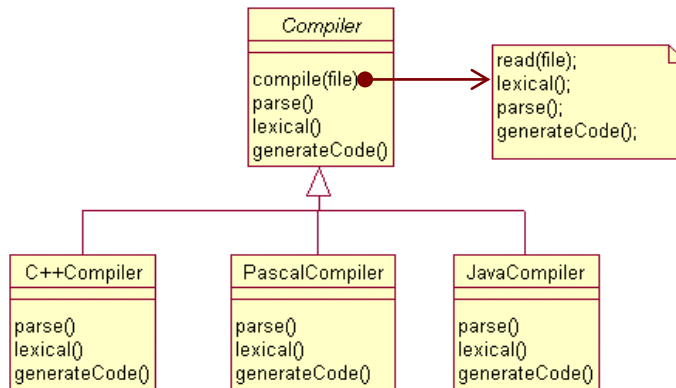 Compiler
compile(file)
parse()
lexical()
generateCode()
read(file);
lexical();
parse();
generateCode();
C++Compiler
parse()
lexical()
generateCode()
PascalCompiler
parse()
lexical()
generateCode()
JavaCompiler
parse()
lexical()
generateCode()